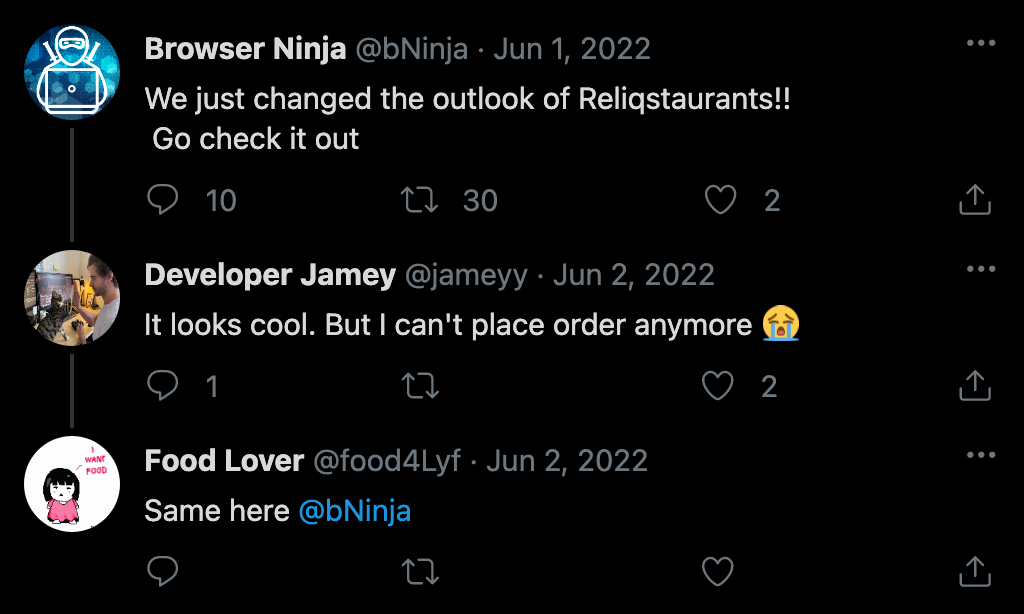 Browser Ninja @bNinja · Jun 1, 2022
We just changed the outlook of Reliqstaurants!!
Go check it out
10 30 2
Developer Jamey @jameyy · Jun 2, 2022
It looks cool. But I can't place order anymore 😭
1 2
I
WANT
FOOD
Food Lover @food4Lyf · Jun 2, 2022
Same here @bNinja